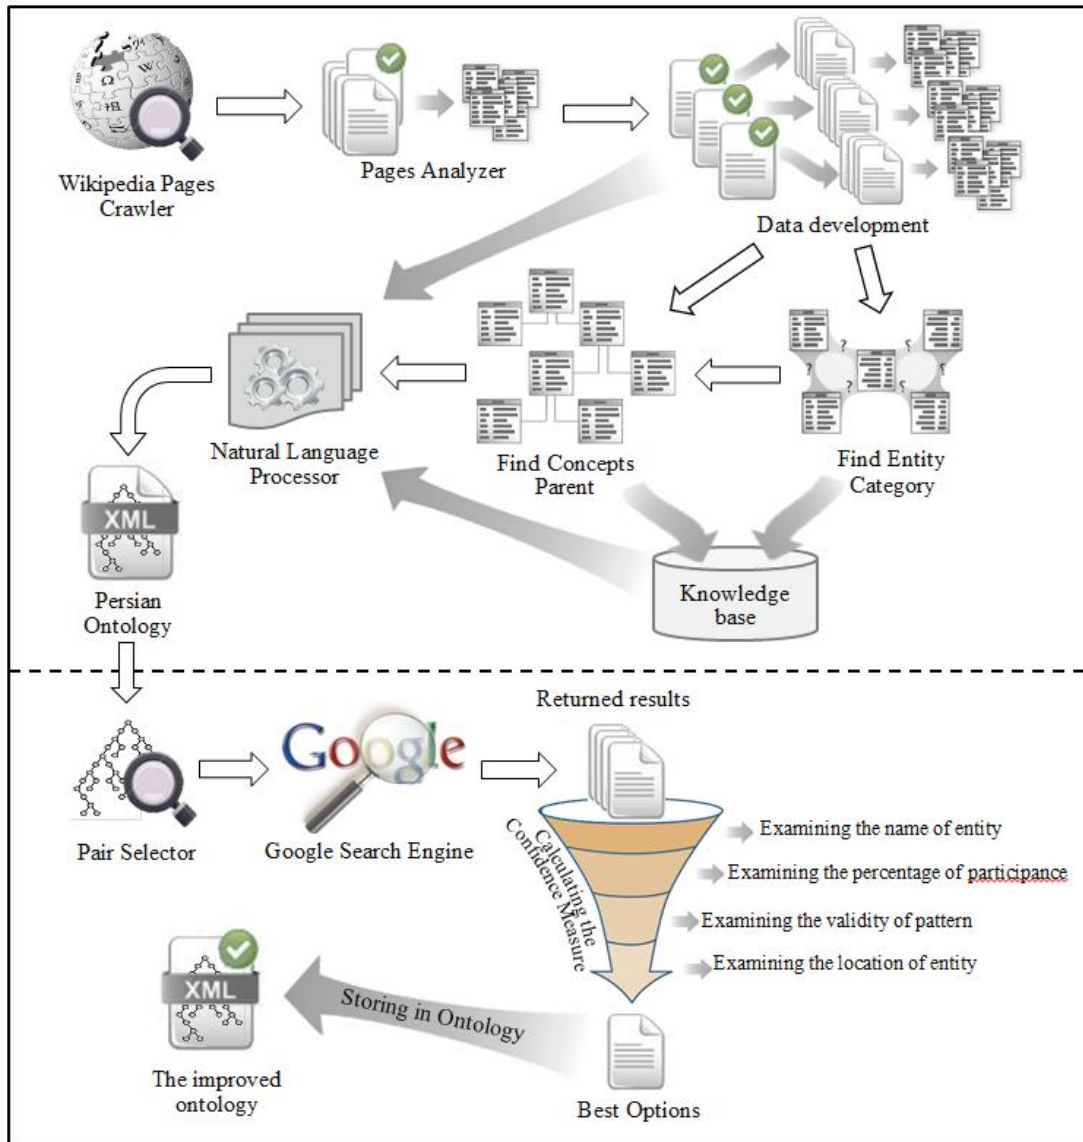 Wikipedia Pages
Crawler
Pages Analyzer
Data development
Natural Language
Processor
Find Concepts
Parent
Find Entity
Category
XML
Persian
Ontology
Knowledge
base
Returned results
Google
Pair Selector
Google Search Engine
Calculating the
Confidence Measure
Examining the name of entity
Examining the percentage of participance
Examining the validity of pattern
Examining the location of entity
XML
Storing in Ontology
The improved
ontology
Best Options